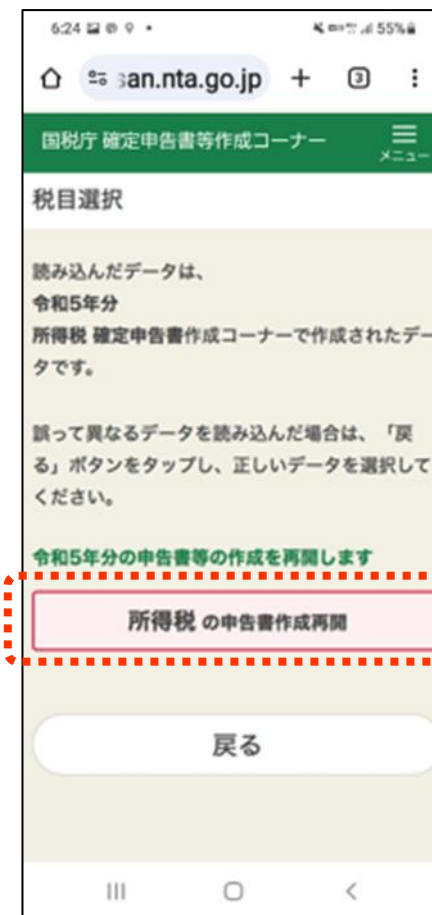 6:24
55%
san.nta.go.jp
3
国税庁 確定申告書等作成コーナー
メニュー
税目選択
読み込んだデータは、
令和5年分
所得税 確定申告書作成コーナーで作成されたデー
タです。
誤って異なるデータを読み込んだ場合は、「戻
る」ボタンをタップし、正しいデータを選択して
ください。
令和5年分の申告書等の作成を再開します
所得税 の申告書作成再開
戻る